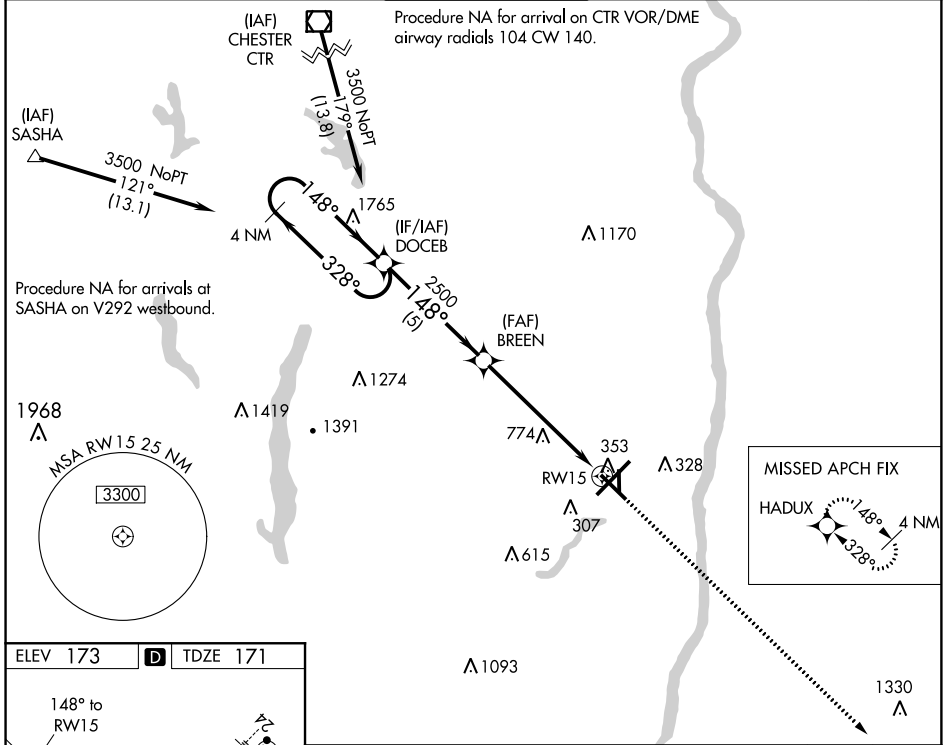 (IAF)
CHESTER
CTR
Procedure NA for arrival on CTR VOR/DME
airway radials 104 CW 140.
3500 NoPT
179°
(13.8)
(IAF)
SASHA
3500 NoPT
121°
(13.1)
4 NM
148°
328°
1765
(IF/IAF)
DOCEB
1170
Procedure NA for arrivals at
SASHA on V292 westbound.
2500
148°
(5)
(FAF)
BREEN
1274
1419
1391
1968
MSA RW15 25 NM
3300
774
353
RW15
328
307
615
MISSED APCH FIX
HADUX
148°
328°
4 NM
1093
1330
ELEV 173
D
TDZE 171
148° to
RW15
24